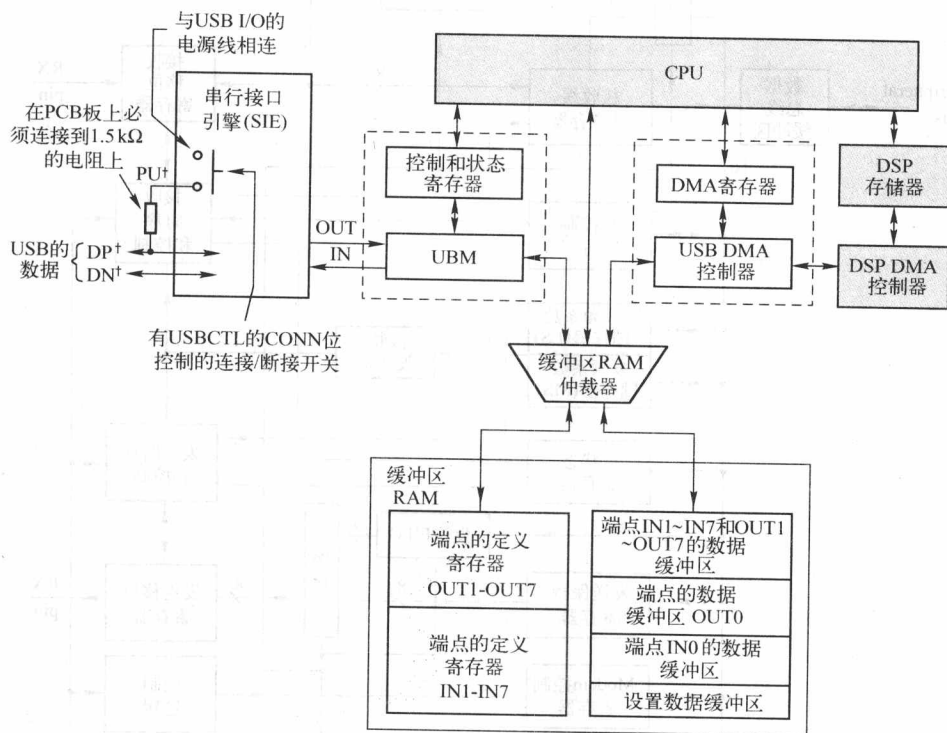 与USB I/O的
电源线相连
在PCB板上必
须连接到1.5kΩ
的电阻上
PU†
USB的
数据
DP†
DN†
串行接口
引擎(SIE)
有USBCTL的CONN位
控制的连接/断接开关
OUT
IN
CPU
控制和状态
寄存器
UBM
DMA寄存器
USB DMA
控制器
DSP
存储器
DSP DMA
控制器
缓冲区RAM
仲裁器
缓冲区
RAM
端点的定义
寄存器
OUT1-OUT7
端点的定义
寄存器
IN1-IN7
端点IN1~IN7和OUT1
~OUT7的数据
缓冲区
端点的数据
缓冲区 OUT0
端点IN0的数据
缓冲区
设置数据缓冲区